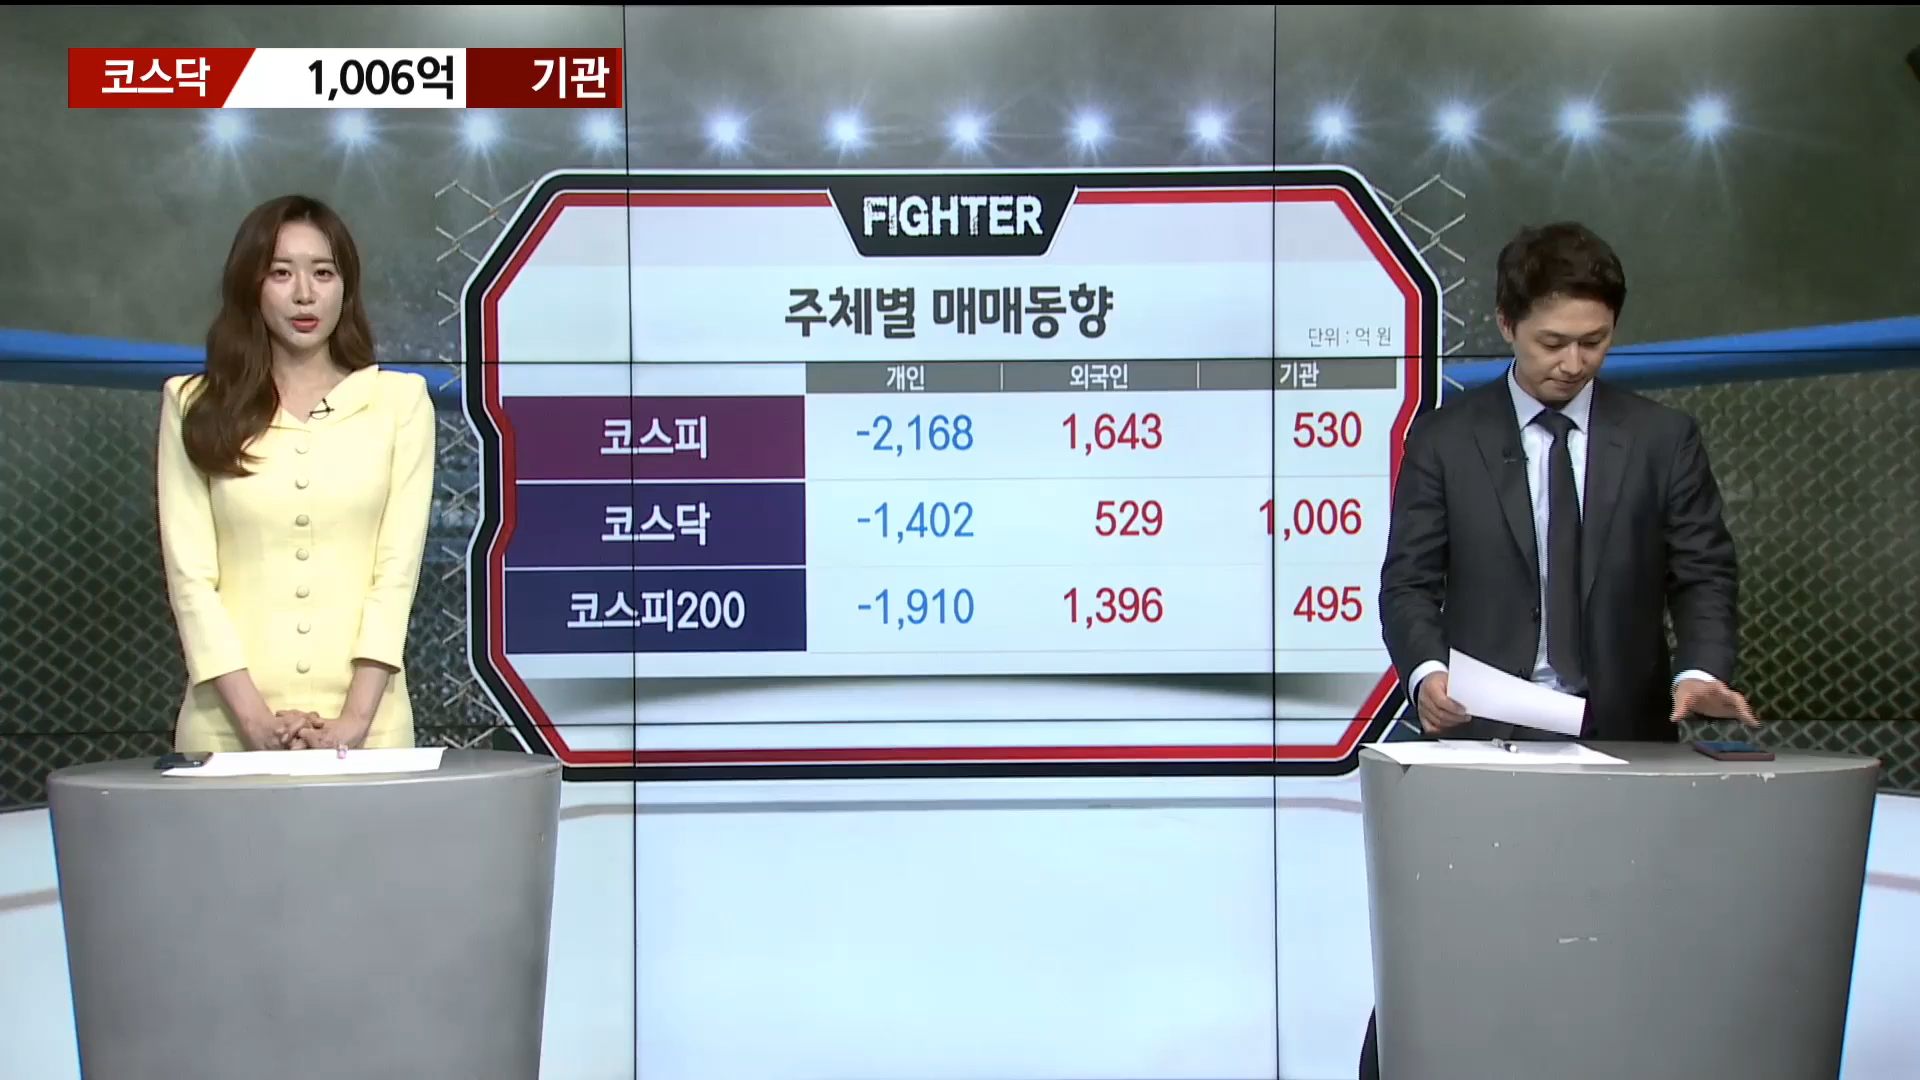 코스닥 1,006억 기관
FIGHTER
주체별 매매동향
단위 : 억 원
개인 외국인 기관
코스피 -2,168 1,643 530
코스닥 -1,402 529 1,006
코스피200 -1,910 1,396 495